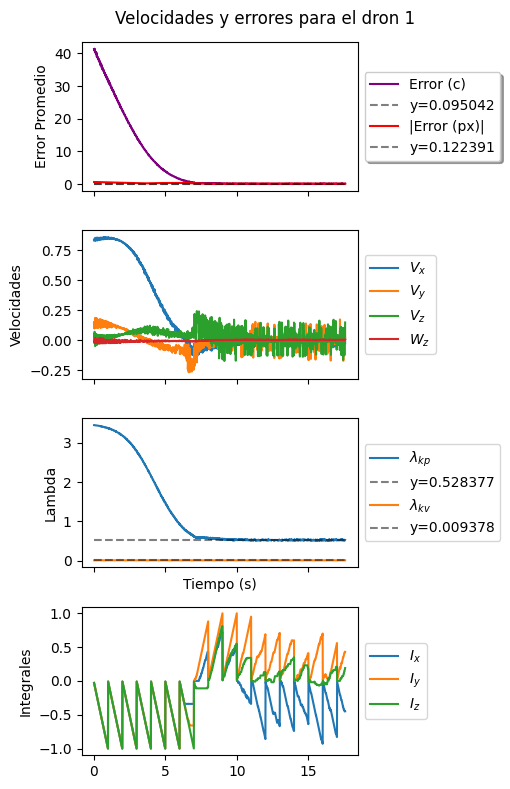 Velocidades y errores para el dron 1
40
30
20
10
0
Error Promedio
Error (c)
y=0.095042
|Error (px)|
y=0.122391
0.75
0.50
0.25
0.00
−0.25
Velocidades
V_x
V_y
V_z
W_z
3
2
1
0
Lambda
λ_kp
y=0.528377
λ_kv
y=0.009378
Tiempo (s)
1.0
0.5
0.0
−0.5
−1.0
Integrales
I_x
I_y
I_z
0 5 10 15